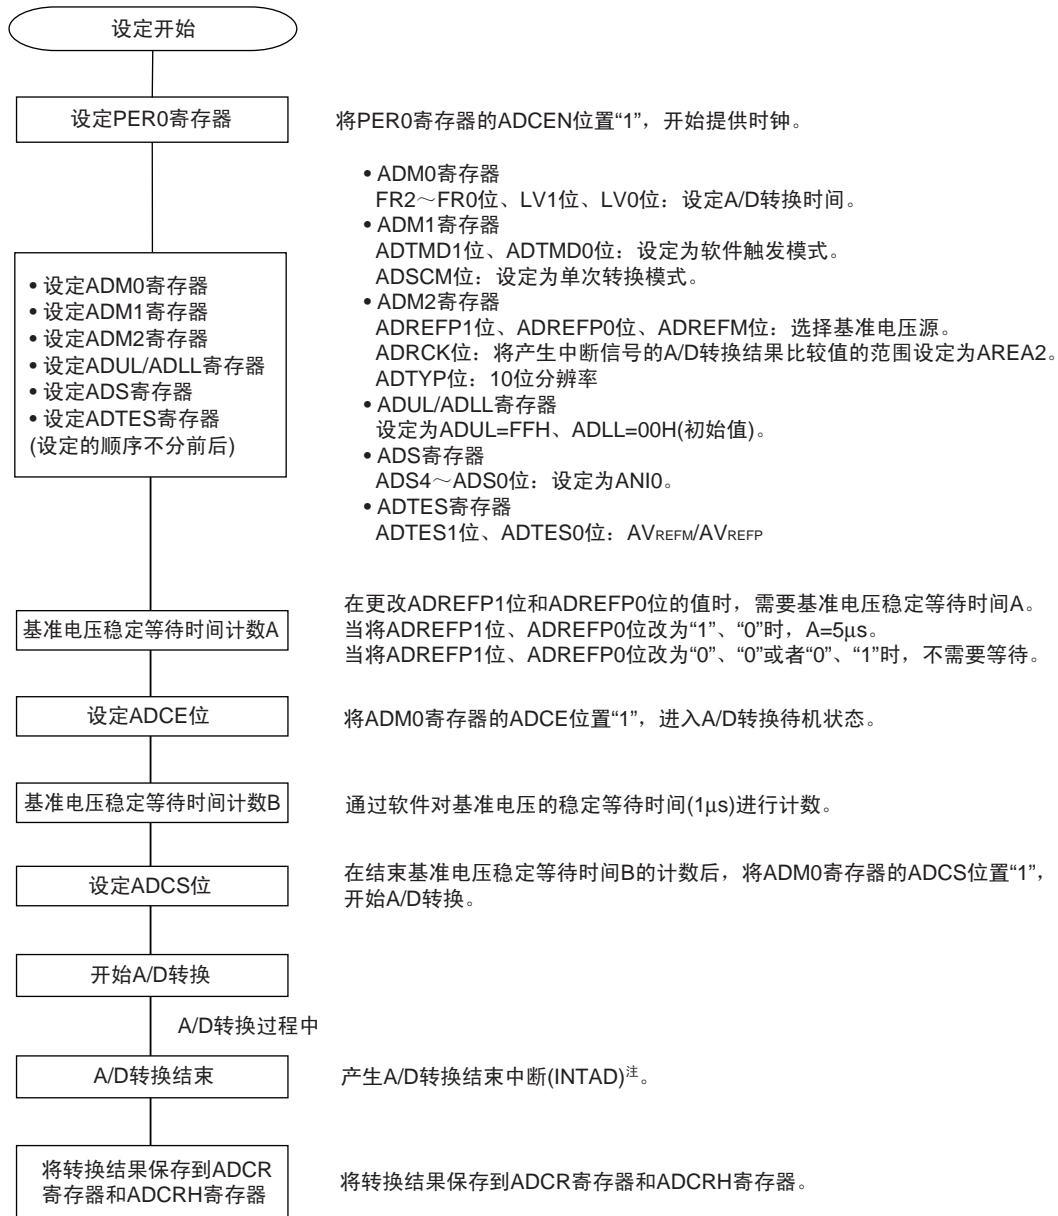 设定开始
设定PER0寄存器
将PER0寄存器的ADCEN位置“1”，开始提供时钟。
• 设定ADM0寄存器
• 设定ADM1寄存器
• 设定ADM2寄存器
• 设定ADUL/ADLL寄存器
• 设定ADS寄存器
• 设定ADTES寄存器
(设定的顺序不分前后)
• ADM0寄存器
FR2～FR0位、LV1位、LV0位：设定A/D转换时间。
• ADM1寄存器
ADTMD1位、ADTMD0位：设定为软件触发模式。
ADSCM位：设定为单次转换模式。
• ADM2寄存器
ADREFP1位、ADREFP0位、ADREFM位：选择基准电压源。
ADRCK位：将产生中断信号的A/D转换结果比较值的范围设定为AREA2。
ADTYP位：10位分辨率
• ADUL/ADLL寄存器
设定为ADUL=FFH、ADLL=00H(初始值)。
• ADS寄存器
ADS4～ADS0位：设定为ANI0。
• ADTES寄存器
ADTES1位、ADTES0位：AVREFM/AVREFP
基准电压稳定等待时间计数A
在更改ADREFP1位和ADREFP0位的值时，需要基准电压稳定等待时间A。
当将ADREFP1位、ADREFP0位改为“1”、“0”时，A=5μs。
当将ADREFP1位、ADREFP0位改为“0”、“0”或者“0”、“1”时，不需要等待。
设定ADCE位
将ADM0寄存器的ADCE位置“1”，进入A/D转换待机状态。
基准电压稳定等待时间计数B
通过软件对基准电压的稳定等待时间(1μs)进行计数。
设定ADCS位
在结束基准电压稳定等待时间B的计数后，将ADM0寄存器的ADCS位置“1”，
开始A/D转换。
开始A/D转换
A/D转换过程中
A/D转换结束
产生A/D转换结束中断(INTAD)注。
将转换结果保存到ADCR
寄存器和ADCRH寄存器
将转换结果保存到ADCR寄存器和ADCRH寄存器。